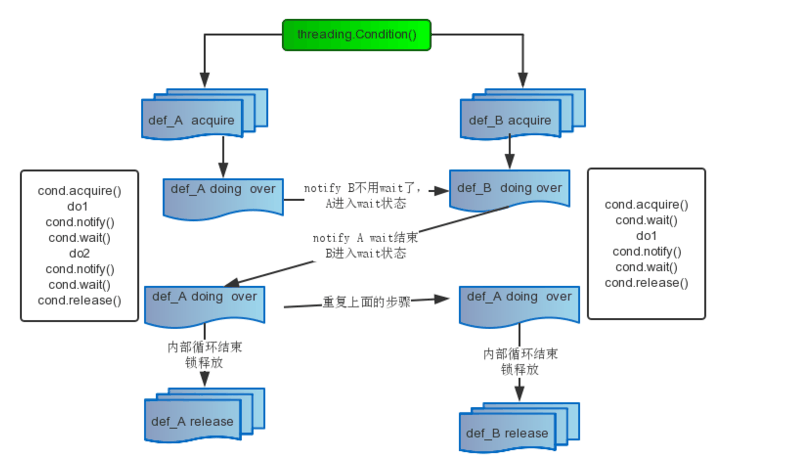 threading.Condition()
def_A acquire
def_B acquire
def_A doing over
notify B不用wait了，
A进入wait状态
def_B doing over
cond.acquire()
do1
cond.notify()
cond.wait()
do2
cond.notify()
cond.wait()
cond.release()
cond.acquire()
cond.wait()
do1
cond.notify()
cond.wait()
cond.release()
notify A wait结束
B进入wait状态
def_A doing over
重复上面的步骤
def_A doing over
内部循环结束
锁释放
内部循环结束
锁释放
def_A release
def_B release